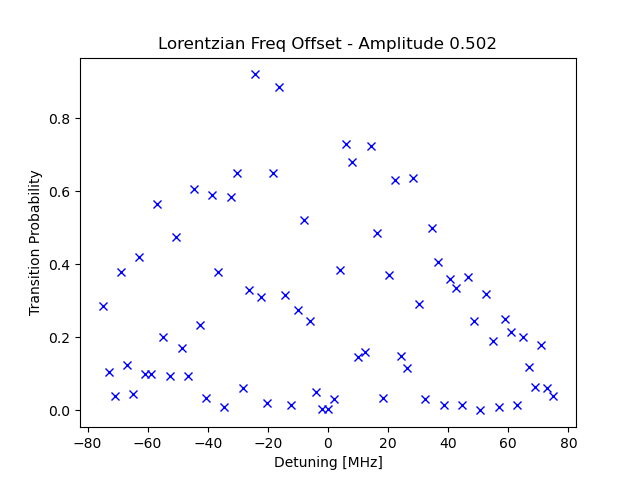 Lorentzian Freq Offset - Amplitude 0.502
Transition Probability
0.8
0.6
0.4
0.2
0.0
−80 −60 −40 −20 0 20 40 60 80
Detuning [MHz]